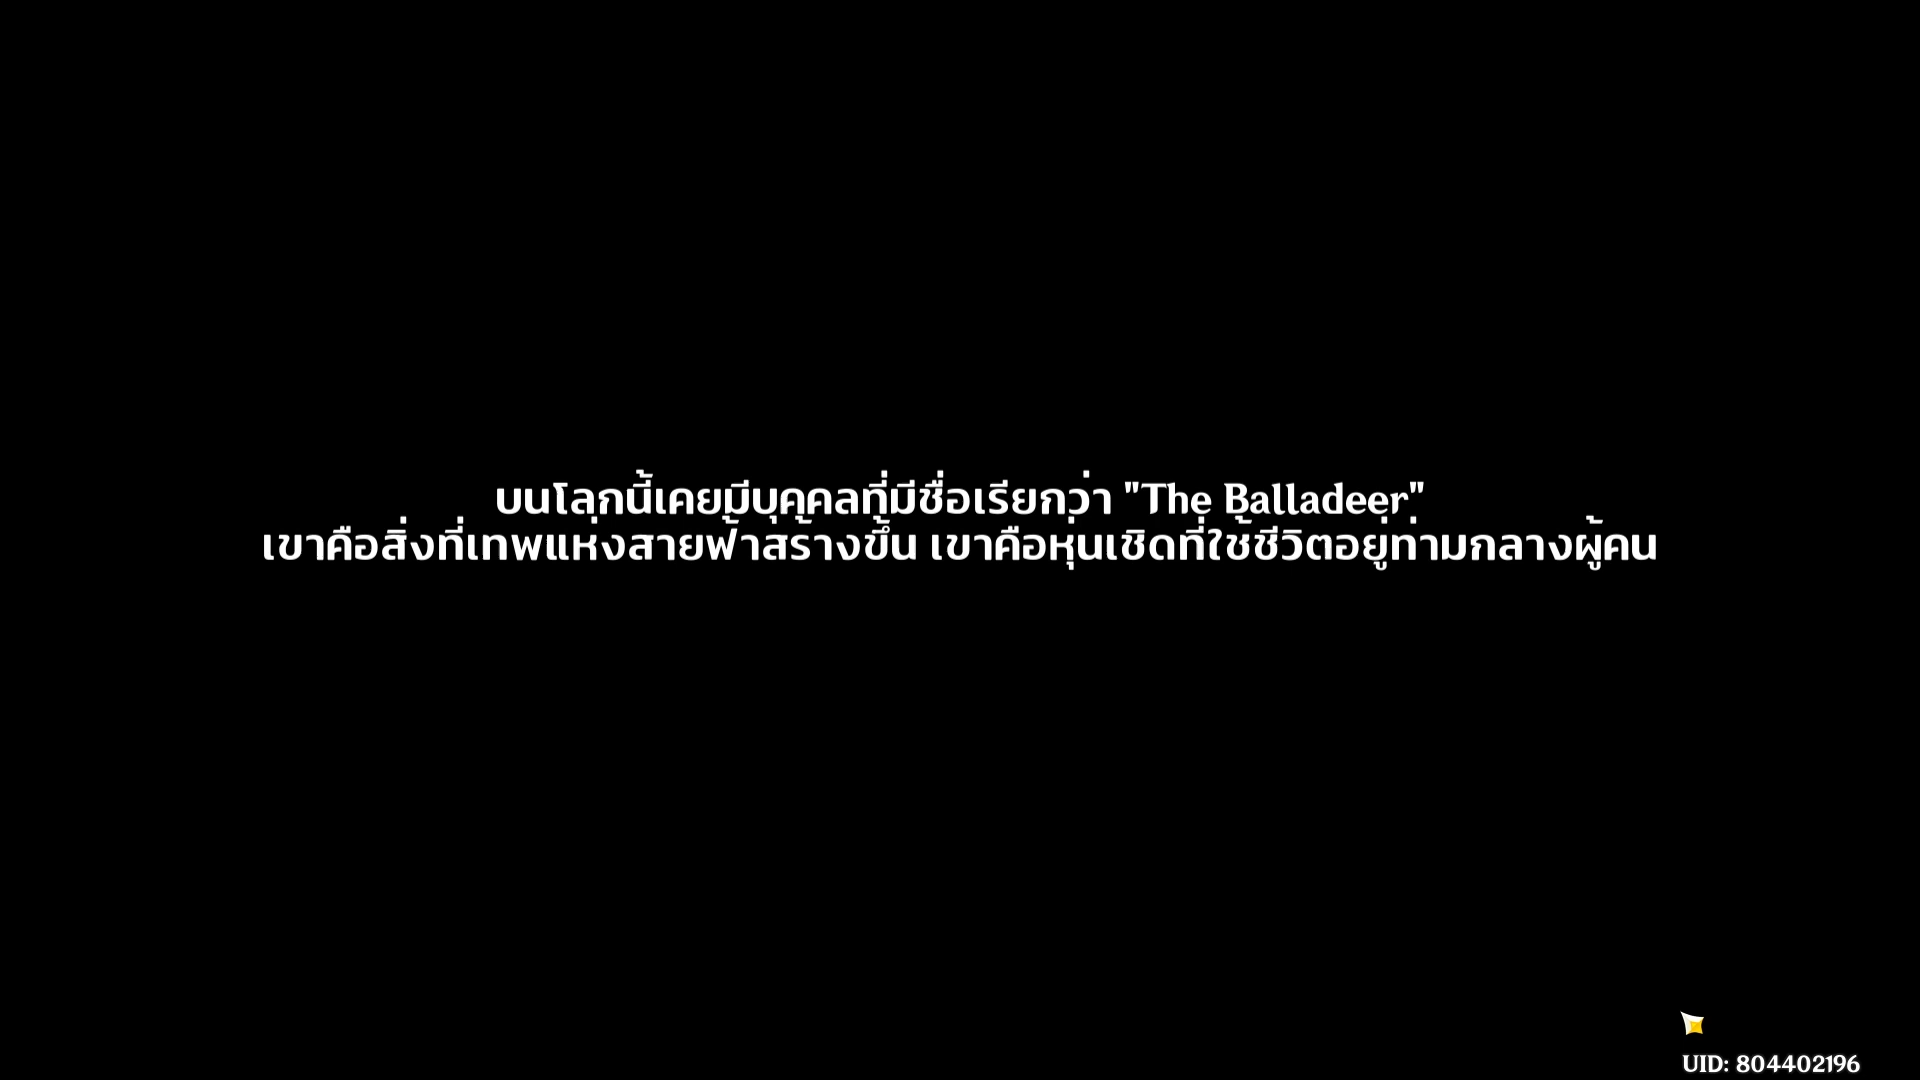 บนโลกนี้เคยมีบุคคลที่มีชื่อเรียกว่า "The Balladeer"
เขาคือสิ่งที่เทพแห่งสายฟ้าสร้างขึ้น เขาคือหุ่นเชิดที่ใช้ชีวิตอยู่ท่ามกลางผู้คน
UID: 804402196